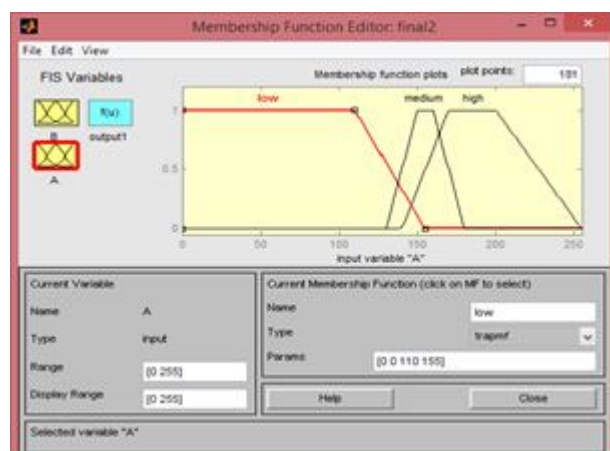 Membership Function Editor: final2
File Edit View
FIS Variables
Membership function plots
plot points:
181
f(u)
B
output1
A
low
medium
high
1
0.5
0
0 50 100 150 200 250
input variable "A"
Current Variable
Name A
Type input
Range [0 255]
Display Range [0 255]
Current Membership Function (click on MF to select)
Name low
Type trapmf
Params [0 0 110 155]
Help
Close
Selected variable "A"